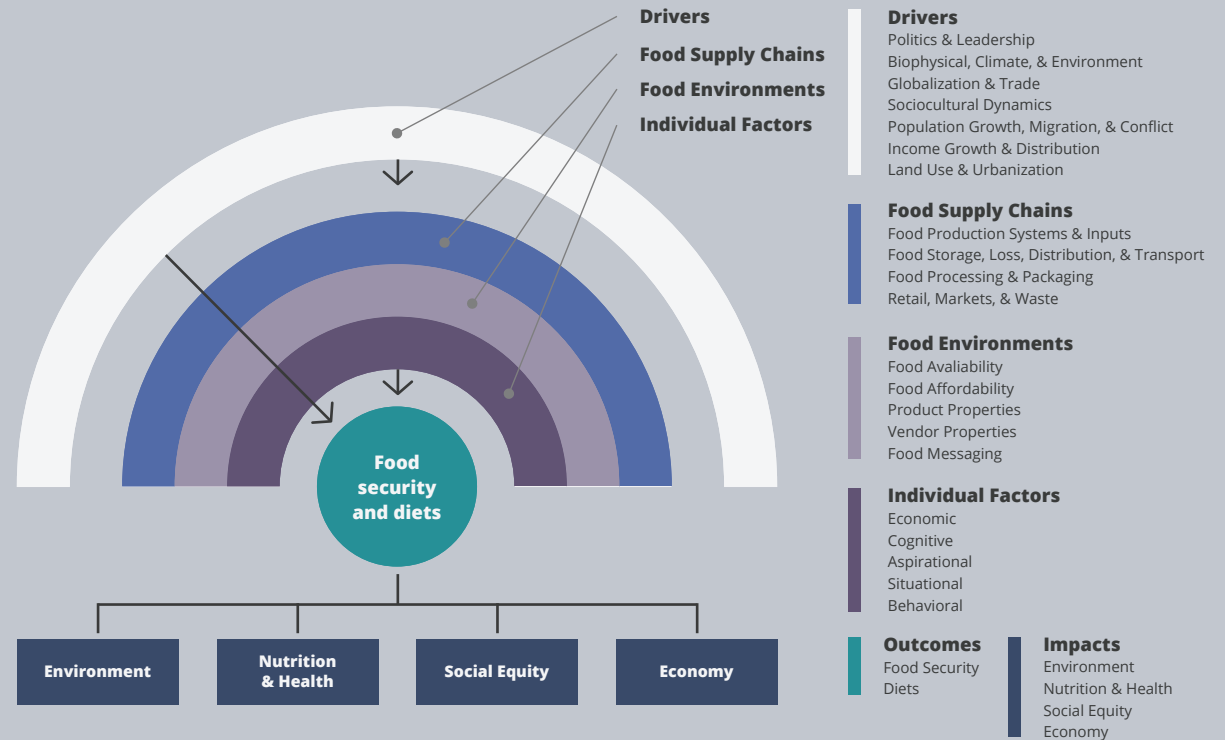 Drivers
Food Supply Chains
Food Environments
Individual Factors
Food
security
and diets
Environment
Nutrition
& Health
Social Equity
Economy
Drivers
Politics & Leadership
Biophysical, Climate, & Environment
Globalization & Trade
Sociocultural Dynamics
Population Growth, Migration, & Conflict
Income Growth & Distribution
Land Use & Urbanization
Food Supply Chains
Food Production Systems & Inputs
Food Storage, Loss, Distribution, & Transport
Food Processing & Packaging
Retail, Markets, & Waste
Food Environments
Food Avaliability
Food Affordability
Product Properties
Vendor Properties
Food Messaging
Individual Factors
Economic
Cognitive
Aspirational
Situational
Behavioral
Outcomes
Food Security
Diets
Impacts
Environment
Nutrition & Health
Social Equity
Economy